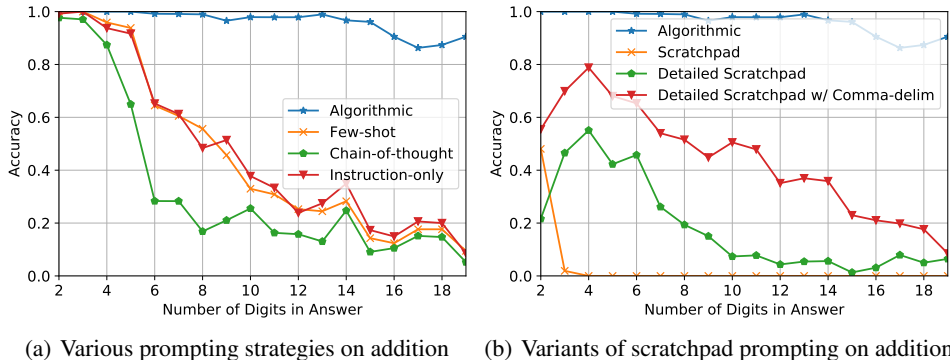 1.0
0.8
0.6
0.4
0.2
0.0
Accuracy
2 4 6 8 10 12 14 16 18
Number of Digits in Answer
Algorithmic
Few-shot
Chain-of-thought
Instruction-only
(a) Various prompting strategies on addition
1.0
0.8
0.6
0.4
0.2
0.0
Accuracy
2 4 6 8 10 12 14 16 18
Number of Digits in Answer
Algorithmic
Scratchpad
Detailed Scratchpad
Detailed Scratchpad w/ Comma-delim
(b) Variants of scratchpad prompting on addition